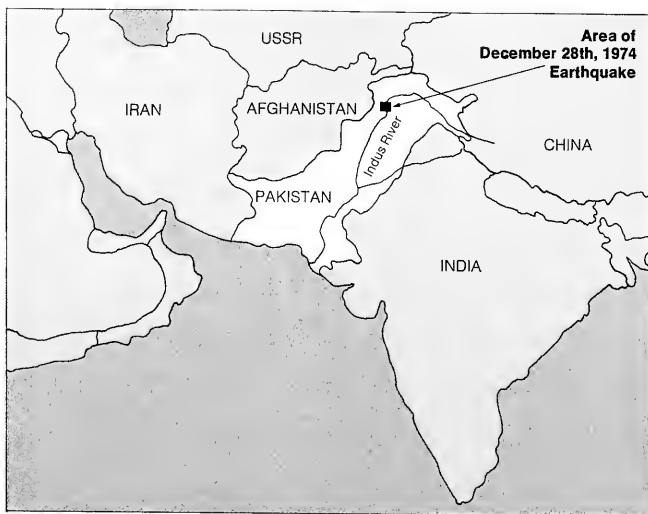 USSR
Area of
December 28th, 1974
Earthquake
IRAN
AFGHANISTAN
Indus River
CHINA
PAKISTAN
INDIA